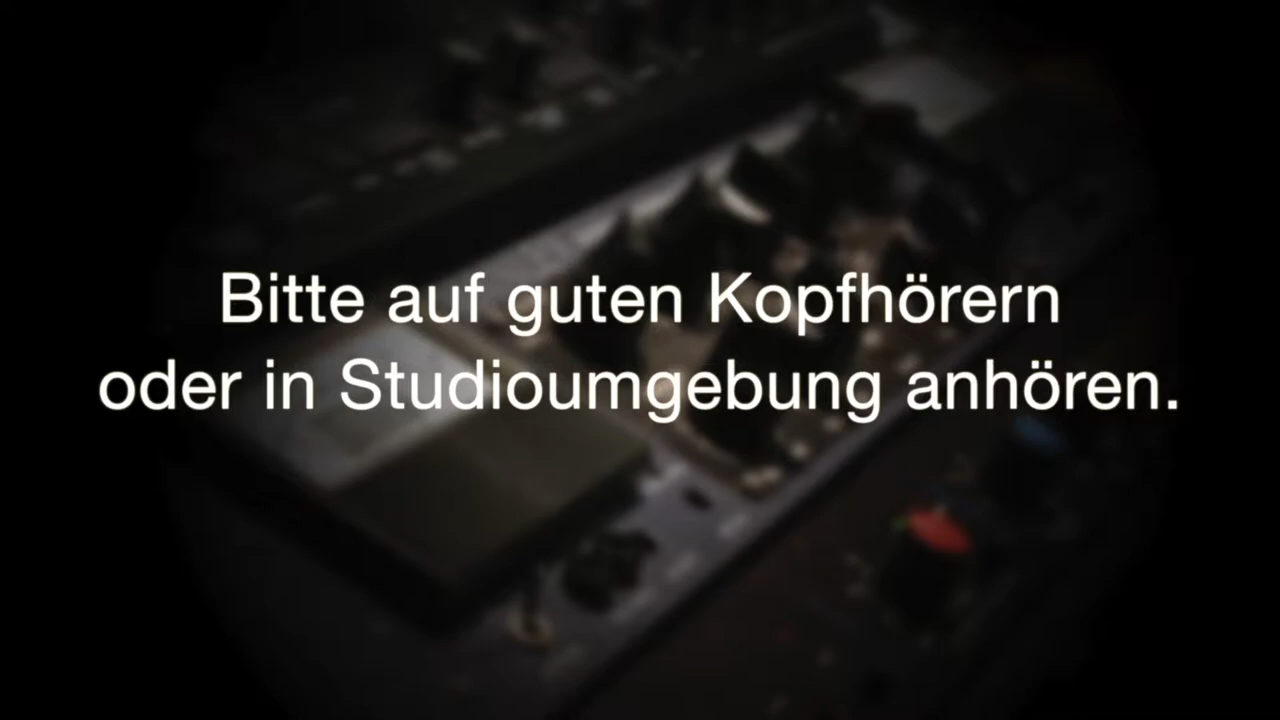 Bitte auf guten Kopfhörern
oder in Studioumgebung anhören.